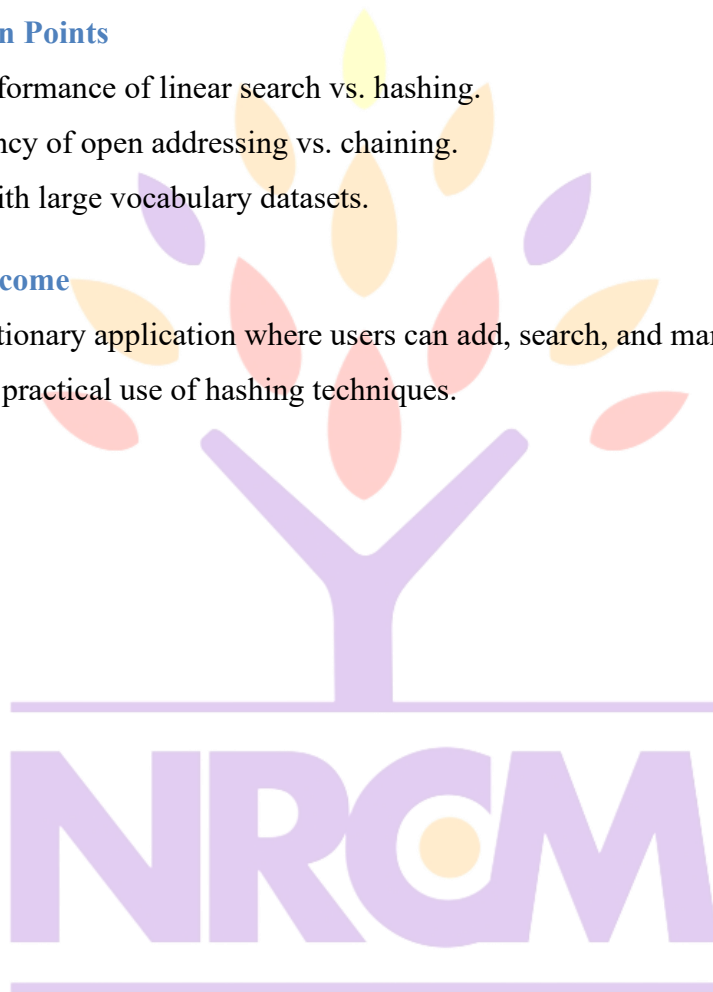 n Points
formance of linear search vs. hashing.
ncy of open addressing vs. chaining.
ith large vocabulary datasets.
come
tionary application where users can add, search, and mar
practical use of hashing techniques.
NRCM